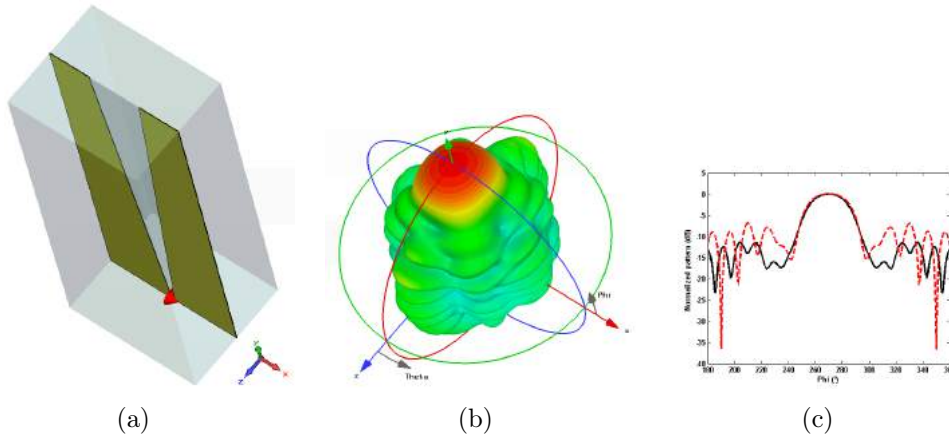 Y
X
Z
(a)
Phi
x
z
Theta
(b)
Normalized pattern (dB)
5
0
-5
-10
-15
-20
-25
-30
-35
-40
180 200 220 240 260 280 300 320 340
Phi (°)
(c)